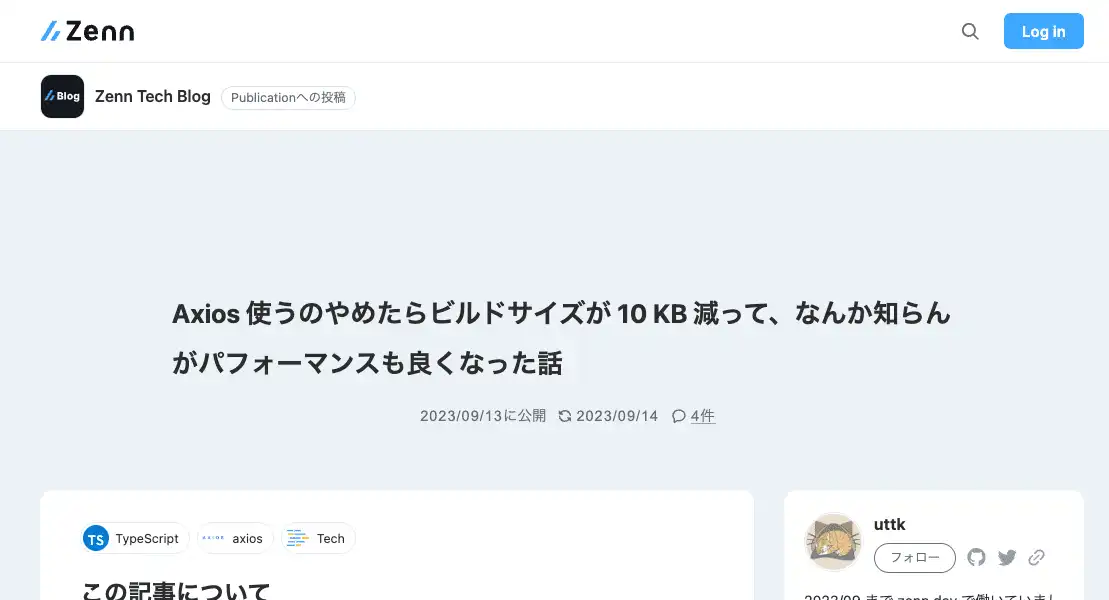 Zenn
Log in
Blog
Zenn Tech Blog
Publicationへの投稿
Axios 使うのやめたらビルドサイズが 10 KB 減って、なんか知らん
がパフォーマンスも良くなった話
2023/09/13に公開
2023/09/14
4件
TS
TypeScript
AXIOS
axios
Tech
uttk
フォロー
この記事について
2023/09 まで zenn.dev で働いていまし